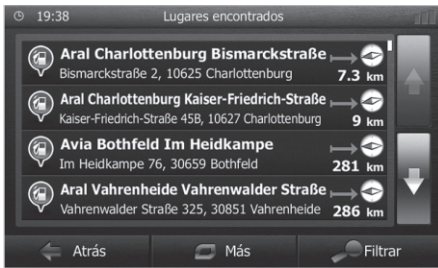 19:38 Lugares encontrados
Aral Charlottenburg Bismarckstraße
Bismarckstraße 2, 10625 Charlottenburg 7.3 km
Aral Charlottenburg Kaiser-Friedrich-Straße
Kaiser-Friedrich-Straße 45B, 10627 Charlottenburg 9 km
Avia Bothfeld Im Heidkampe
Im Heidkampe 76, 30659 Bothfeld 281 km
Aral Vahrenheide Vahrenwalder Straße
Vahrenwalder Straße 325, 30851 Vahrenheide 286 km
Atrás Más Filtrar